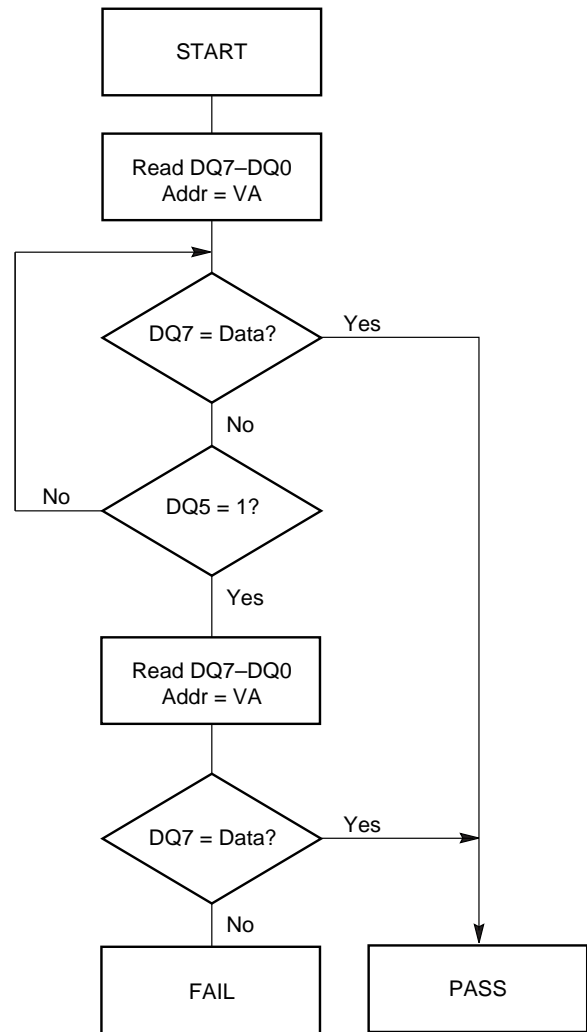 START
Read DQ7–DQ0
Addr = VA
DQ7 = Data?
Yes
No
No
DQ5 = 1?
Yes
Read DQ7–DQ0
Addr = VA
DQ7 = Data?
Yes
No
FAIL
PASS